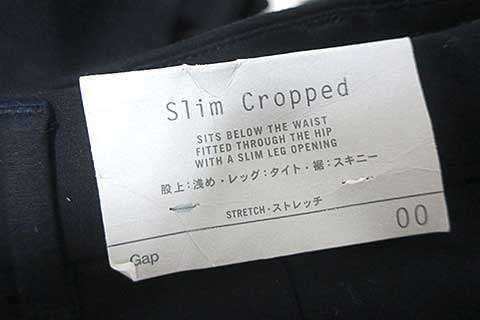 Slim Cropped
SITS BELOW THE WAIST
FITTED THROUGH THE HIP
WITH A SLIM LEG OPENING
股上:浅め・レッグ:タイト・裾:スキニー
STRETCH・ストレッチ
00
Gap